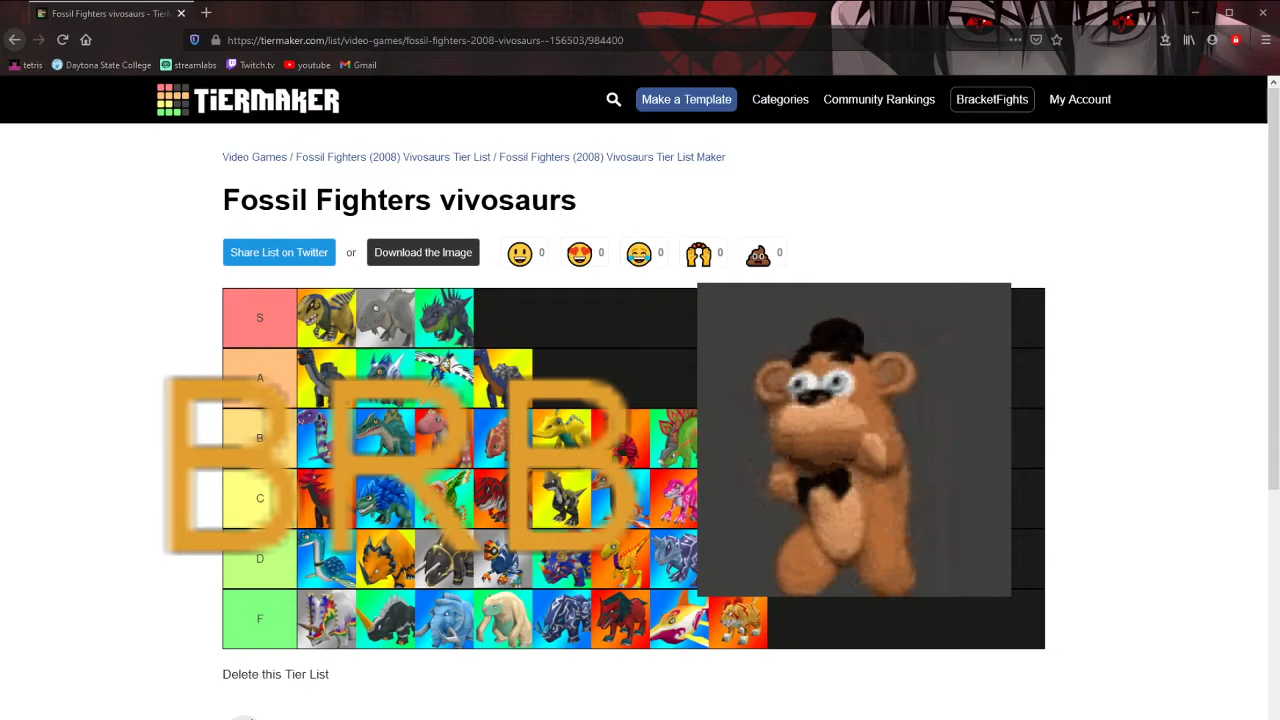 Fossil Fighters vivosaurs - Tier
https://tiermaker.com/list/video-games/fossil-fighters-2008-vivosaurs--156503/984400
tetris Daytona State College streamlabs Twitch.tv youtube Gmail
TIERMAKER Make a Template Categories Community Rankings BracketFights My Account
Video Games / Fossil Fighters (2008) Vivosaurs Tier List / Fossil Fighters (2008) Vivosaurs Tier List Maker
Fossil Fighters vivosaurs
Share List on Twitter or Download the Image 0 0 0 0 0
S
A
BRB
B
C
D
F
Delete this Tier List